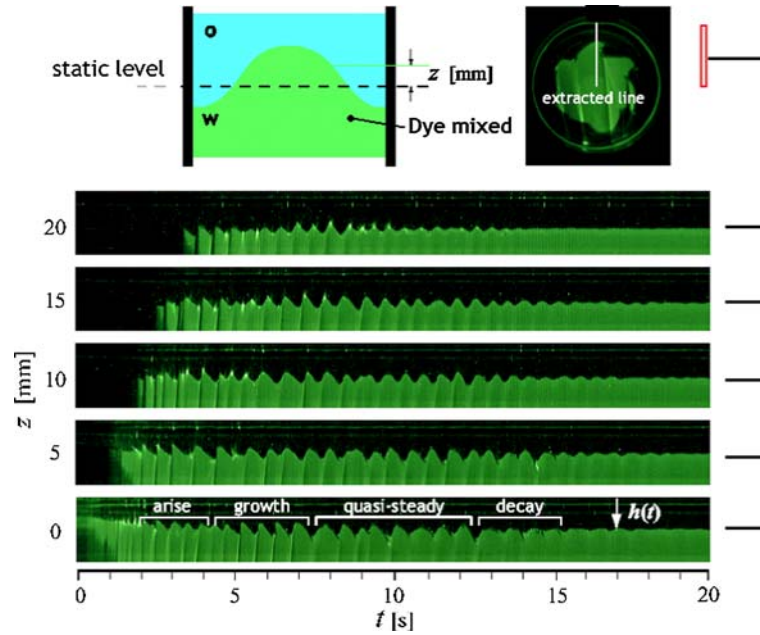 O
static level
z [mm]
W
Dye mixed
extracted line
20
15
10
5
0
z [mm]
arise growth quasi-steady decay h(t)
0 5 10 15 20
t [s]